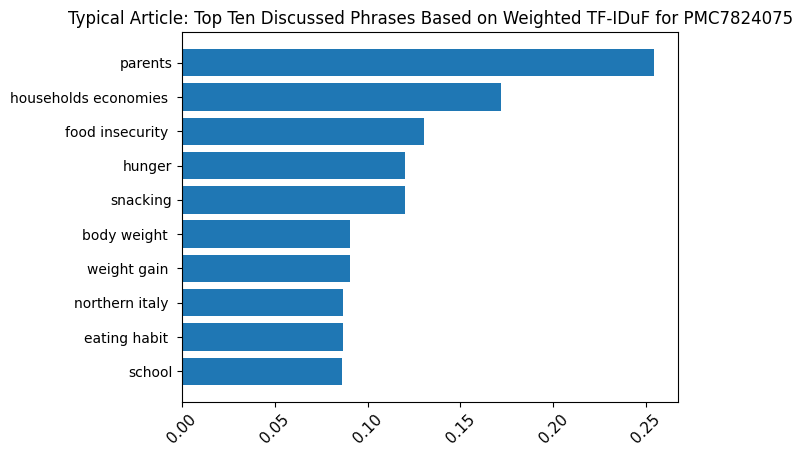 Typical Article: Top Ten Discussed Phrases Based on Weighted TF-IDuF for PMC7824075
parents
households economies
food insecurity
hunger
snacking
body weight
weight gain
northern italy
eating habit
school
0.00 0.05 0.10 0.15 0.20 0.25